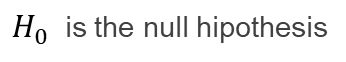 H₀ is the null hipothesis